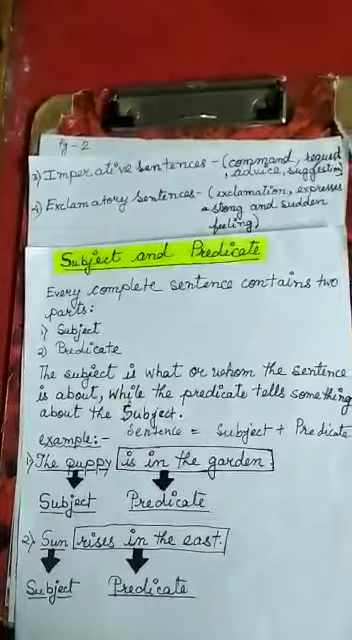 Pg-2
3) Imperative sentences - (command, request
, advice, suggestion)
4) Exclamatory sentences - (exclamation, expresses
a strong and sudden
feeling)
Subject and Predicate
Every complete sentence contains two
parts:
1) Subject
2) Predicate
The subject is what or whom the sentence
is about, while the predicate tells something
about the Subject.
example:- Sentence = Subject + Predicate
1) The puppy is in the garden.
Subject Predicate
2) Sun rises in the east.
Subject Predicate